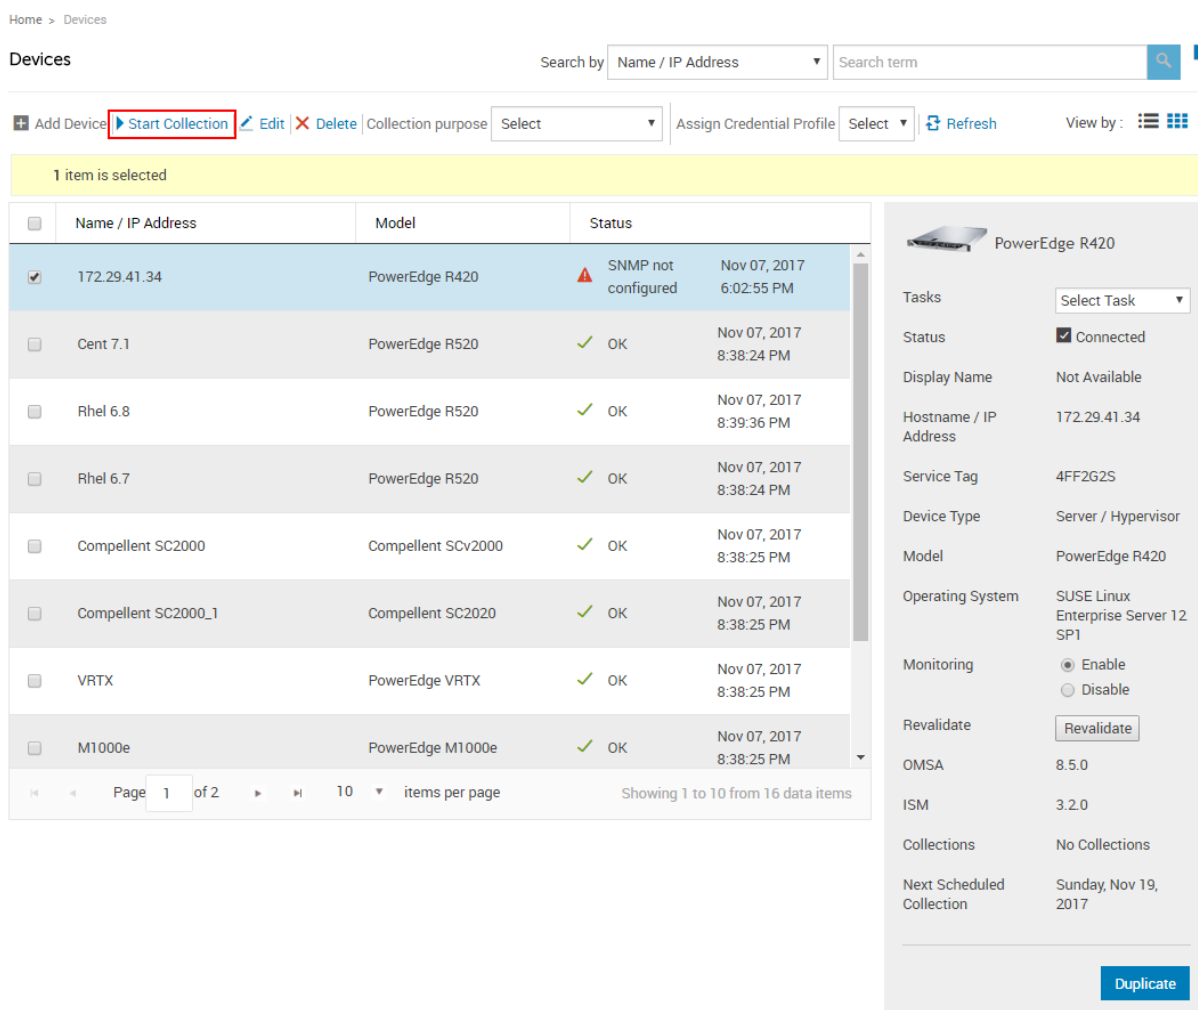 Home > Devices
Devices
Search by Name / IP Address Search term
Add Device Start Collection Edit Delete Collection purpose Select Assign Credential Profile Select Refresh View by :
1 item is selected
Name / IP Address Model Status
172.29.41.34 PowerEdge R420 SNMP not configured Nov 07, 2017 6:02:55 PM
Cent 7.1 PowerEdge R520 OK Nov 07, 2017 8:38:24 PM
Rhel 6.8 PowerEdge R520 OK Nov 07, 2017 8:39:36 PM
Rhel 6.7 PowerEdge R520 OK Nov 07, 2017 8:38:24 PM
Compellent SC2000 Compellent SCv2000 OK Nov 07, 2017 8:38:25 PM
Compellent SC2000_1 Compellent SC2020 OK Nov 07, 2017 8:38:25 PM
VRTX PowerEdge VRTX OK Nov 07, 2017 8:38:25 PM
M1000e PowerEdge M1000e OK Nov 07, 2017 8:38:25 PM
Page 1 of 2 10 items per page Showing 1 to 10 from 16 data items
PowerEdge R420
Tasks Select Task
Status Connected
Display Name Not Available
Hostname / IP Address 172.29.41.34
Service Tag 4FF2G2S
Device Type Server / Hypervisor
Model PowerEdge R420
Operating System SUSE Linux Enterprise Server 12 SP1
Monitoring Enable
Disable
Revalidate Revalidate
OMSA 8.5.0
ISM 3.2.0
Collections No Collections
Next Scheduled Collection Sunday, Nov 19, 2017
Duplicate